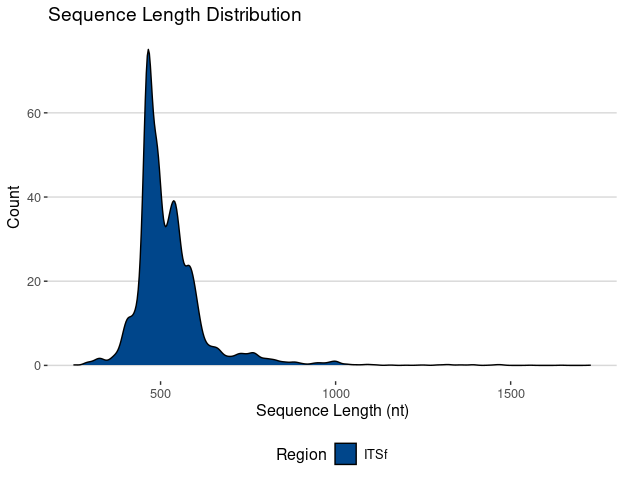 Sequence Length Distribution
Count
60
40
20
0
500 1000 1500
Sequence Length (nt)
Region ITSf